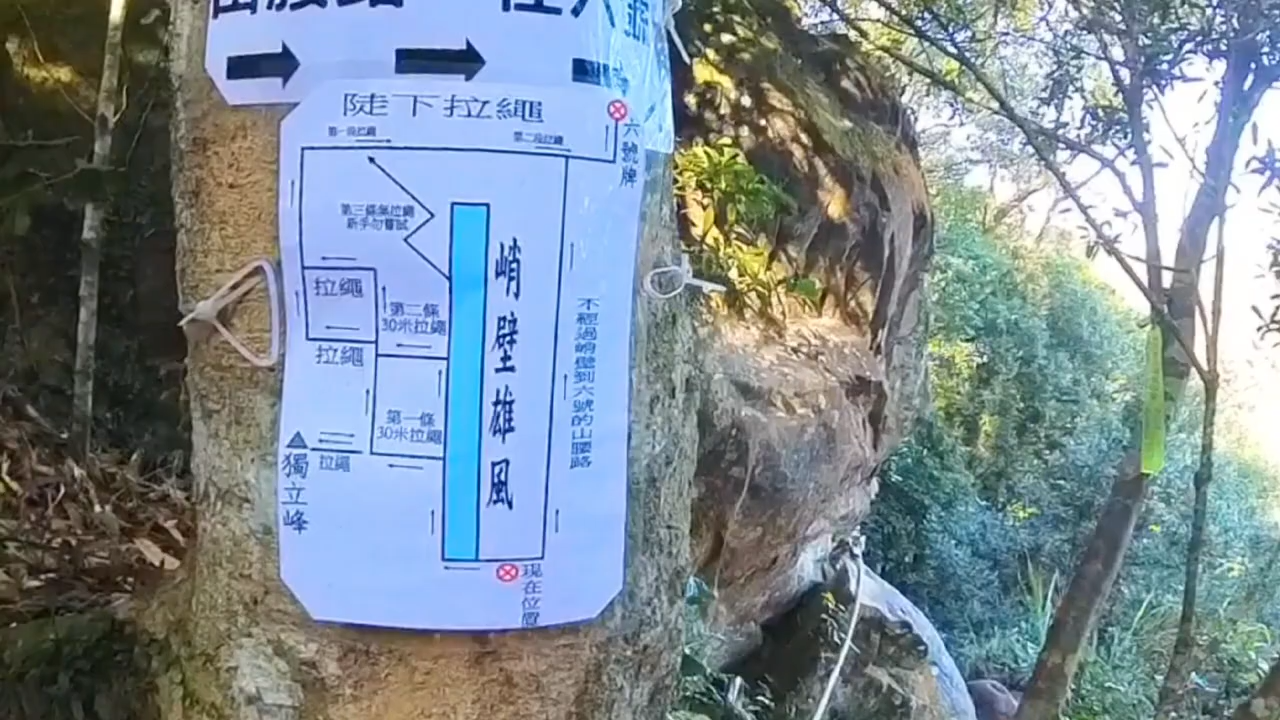 陡下拉繩
第一段拉繩
第二段拉繩
六號牌
第三條無拉繩
新手勿嘗試
峭壁雄風
拉繩
第二條
30米拉繩
拉繩
不經過峭壁到六號的山腰路
第一條
30米拉繩
拉繩
獨立峰
現在位置